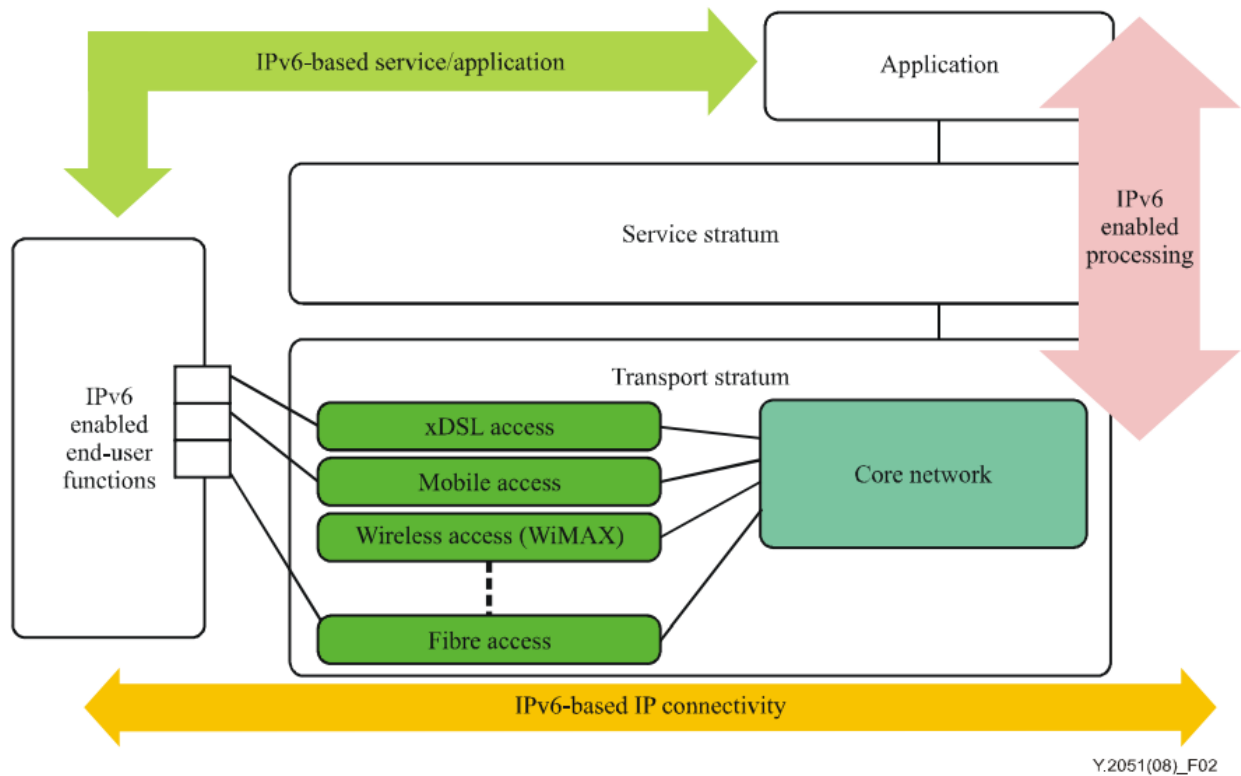 IPv6-based service/application
Application
Service stratum
IPv6
enabled
processing
Transport stratum
IPv6
enabled
end-user
functions
xDSL access
Mobile access
Wireless access (WiMAX)
Fibre access
Core network
IPv6-based IP connectivity
Y.2051(08)_F02